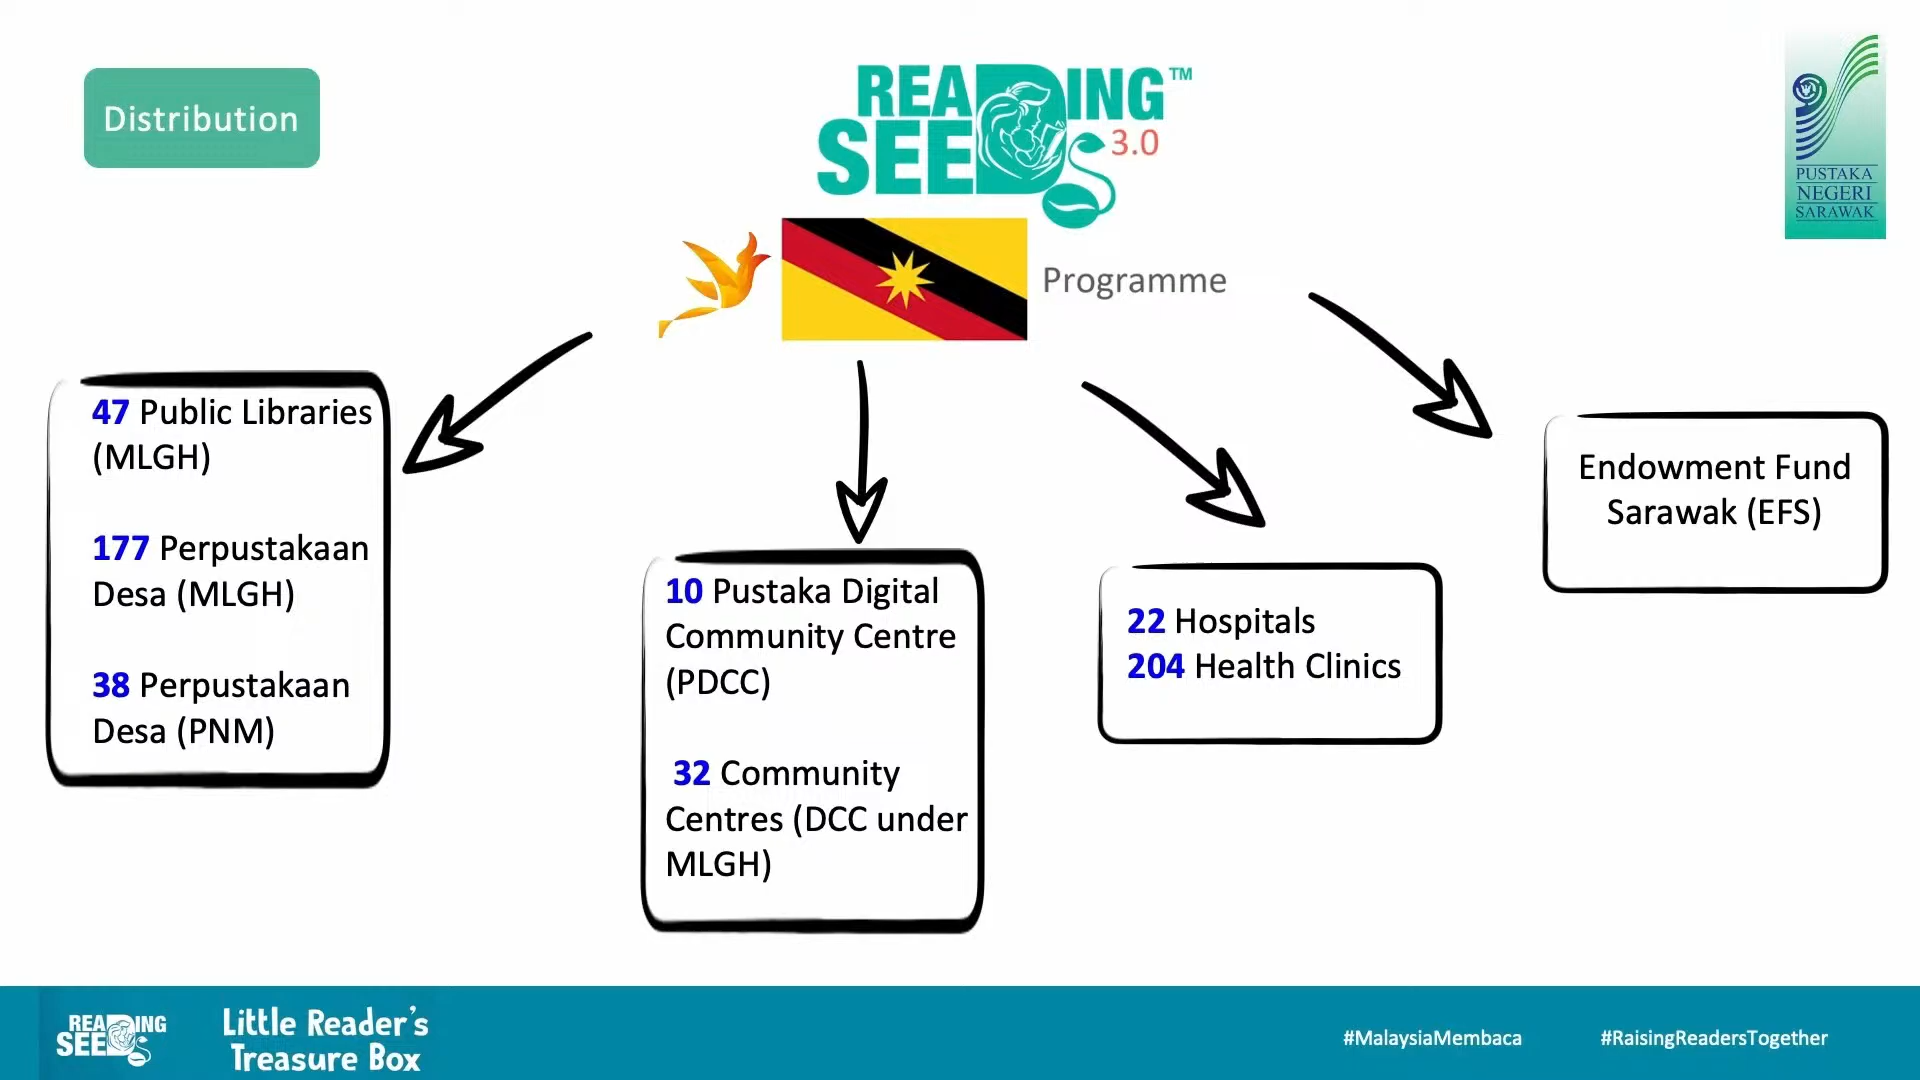 Distribution
READING™
SEEDS 3.0
PUSTAKA
NEGERI
SARAWAK
Programme
47 Public Libraries
(MLGH)
177 Perpustakaan
Desa (MLGH)
38 Perpustakaan
Desa (PNM)
10 Pustaka Digital
Community Centre
(PDCC)
32 Community
Centres (DCC under
MLGH)
22 Hospitals
204 Health Clinics
Endowment Fund
Sarawak (EFS)
READING
SEEDS
Little Reader's
Treasure Box
#MalaysiaMembaca
#RaisingReadersTogether